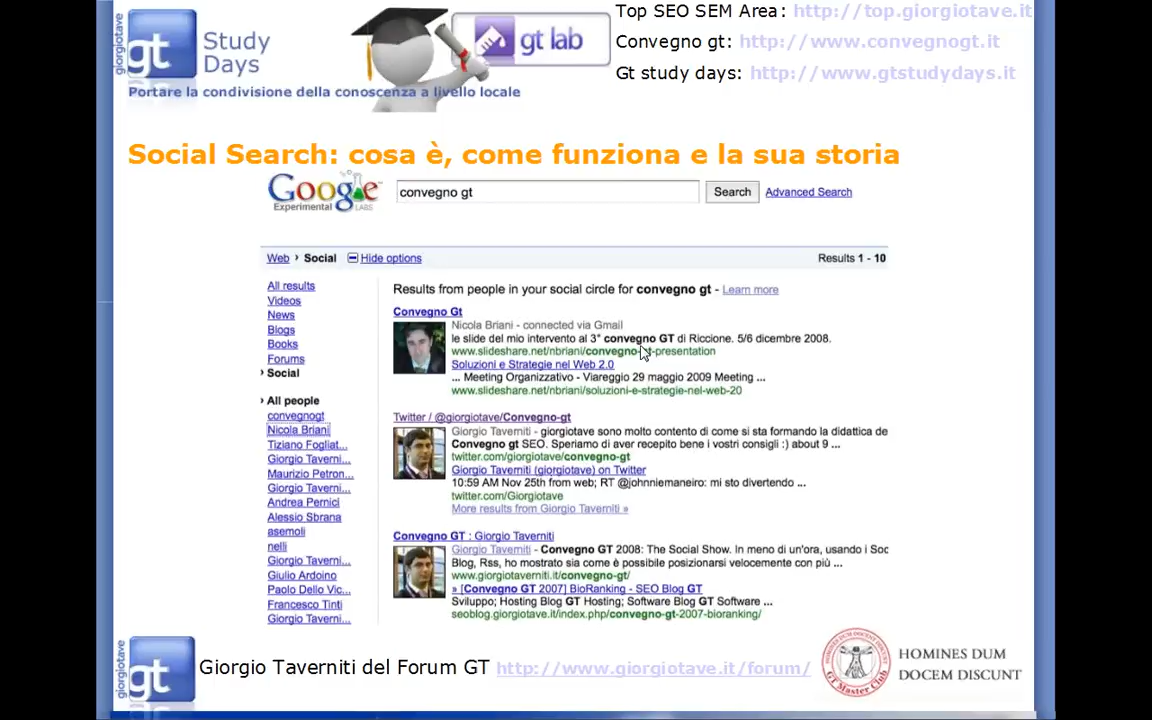 giorgiotave
gt
Study
Days
Portare la condivisione della conoscenza a livello locale
gt lab
Top SEO SEM Area: http://top.giorgiotave.it
Convegno gt: http://www.convegnogt.it
Gt study days: http://www.gtstudydays.it
Social Search: cosa è, come funziona e la sua storia
Google
Experimental LABS
convegno gt
Search
Advanced Search
Web › Social Hide options
Results 1 - 10
All results
Videos
News
Blogs
Books
Forums
› Social
› All people
convegnogt
Nicola Briani
Tiziano Fogliat...
Giorgio Taverni...
Maurizio Petron...
Giorgio Taverni...
Andrea Pernici
Alessio Sbrana
asemoli
nelli
Giorgio Taverni...
Giulio Ardoino
Paolo Dello Vic...
Francesco Tinti
Giorgio Taverni...
Results from people in your social circle for convegno gt - Learn more
Convegno Gt
Nicola Briani - connected via Gmail
le slide del mio intervento al 3° convegno GT di Riccione. 5/6 dicembre 2008.
www.slideshare.net/nbriani/convegno-gt-presentation
Soluzioni e Strategie nel Web 2.0
... Meeting Organizzativo - Viareggio 29 maggio 2009 Meeting ...
www.slideshare.net/nbriani/soluzioni-e-strategie-nel-web-20
Twitter / @giorgiotave/Convegno-gt
Giorgio Taverniti - giorgiotave sono molto contento di come si sta formando la didattica de
Convegno gt SEO. Speriamo di aver recepito bene i vostri consigli :) about 9 ...
twitter.com/giorgiotave/convegno-gt
Giorgio Taverniti (giorgiotave) on Twitter
10:59 AM Nov 25th from web; RT @johnniemaneiro: mi sto divertendo ...
twitter.com/Giorgiotave
More results from Giorgio Taverniti »
Convegno GT : Giorgio Taverniti
Giorgio Taverniti - Convegno GT 2008: The Social Show. In meno di un'ora, usando i Soc
Blog, Rss, ho mostrato sia come è possibile posizionarsi velocemente con più ...
www.giorgiotaverniti.it/convegno-gt/
» [Convegno GT 2007] BioRanking - SEO Blog GT
Sviluppo; Hosting Blog GT Hosting; Software Blog GT Software ...
seoblog.giorgiotave.it/index.php/convegno-gt-2007-bioranking/
giorgiotave
gt
Giorgio Taverniti del Forum GT http://www.giorgiotave.it/forum/
GT Master Club
HOMINES DUM
DOCEM DISCUNT